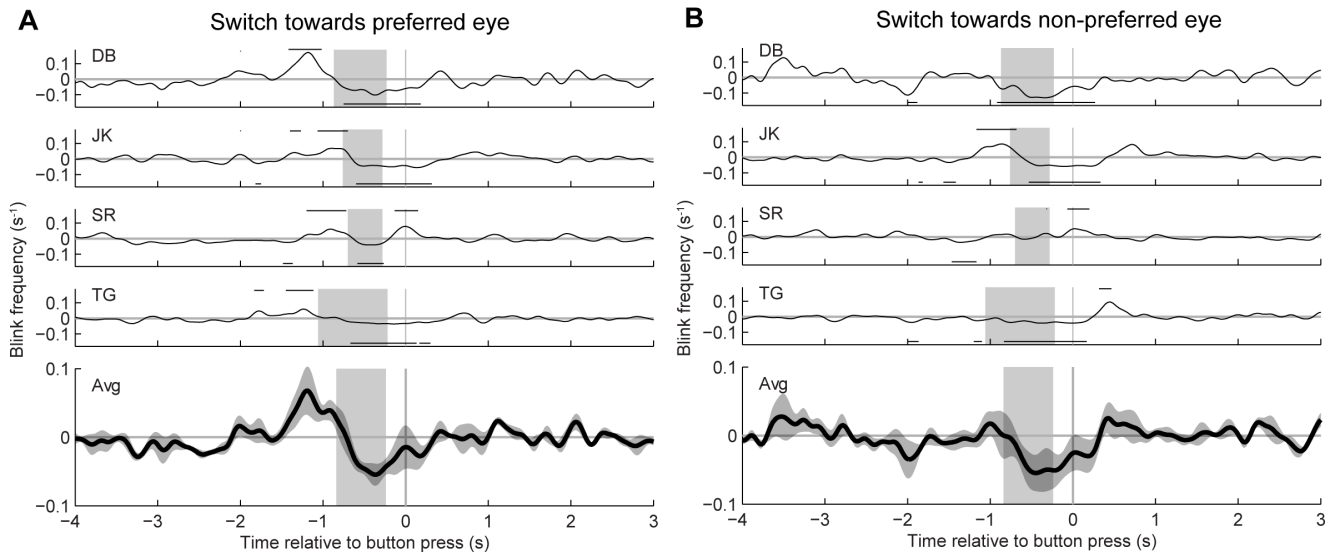 A
Switch towards preferred eye
DB
0.1
0
−0.1
JK
0.1
0
−0.1
SR
0.1
0
−0.1
TG
0.1
0
−0.1
Avg
0.1
0
−0.1
Blink frequency (s⁻¹)
−4 −3 −2 −1 0 1 2 3
Time relative to button press (s)
B
Switch towards non-preferred eye
DB
0.1
0
−0.1
JK
0.1
0
−0.1
SR
0.1
0
−0.1
TG
0.1
0
−0.1
Avg
0.1
0
−0.1
Blink frequency (s⁻¹)
−4 −3 −2 −1 0 1 2 3
Time relative to button press (s)